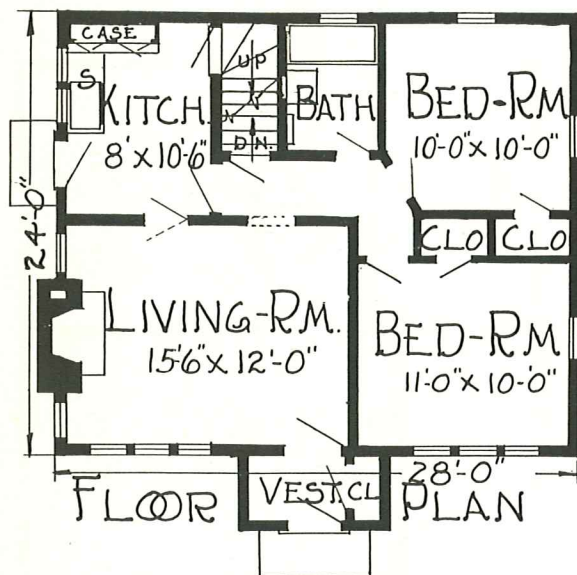 CASE
S
UP
KITCH.
8'X10'-6"
DN.
BATH
BED-RM
10'-0"X10'-0"
24'-0"
CLO
CLO
LIVING-RM.
15'6"X12'-0"
BED-RM
11'-0"X10'-0"
VEST. CL
28'-0"
FLOOR PLAN